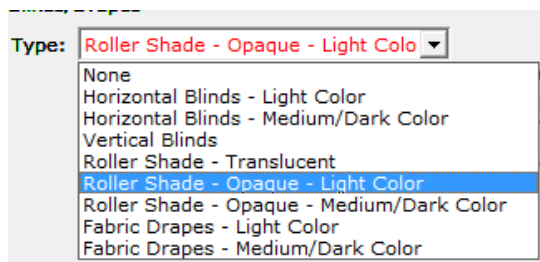 Type: Roller Shade - Opaque - Light Colo
None
Horizontal Blinds - Light Color
Horizontal Blinds - Medium/Dark Color
Vertical Blinds
Roller Shade - Translucent
Roller Shade - Opaque - Light Color
Roller Shade - Opaque - Medium/Dark Color
Fabric Drapes - Light Color
Fabric Drapes - Medium/Dark Color